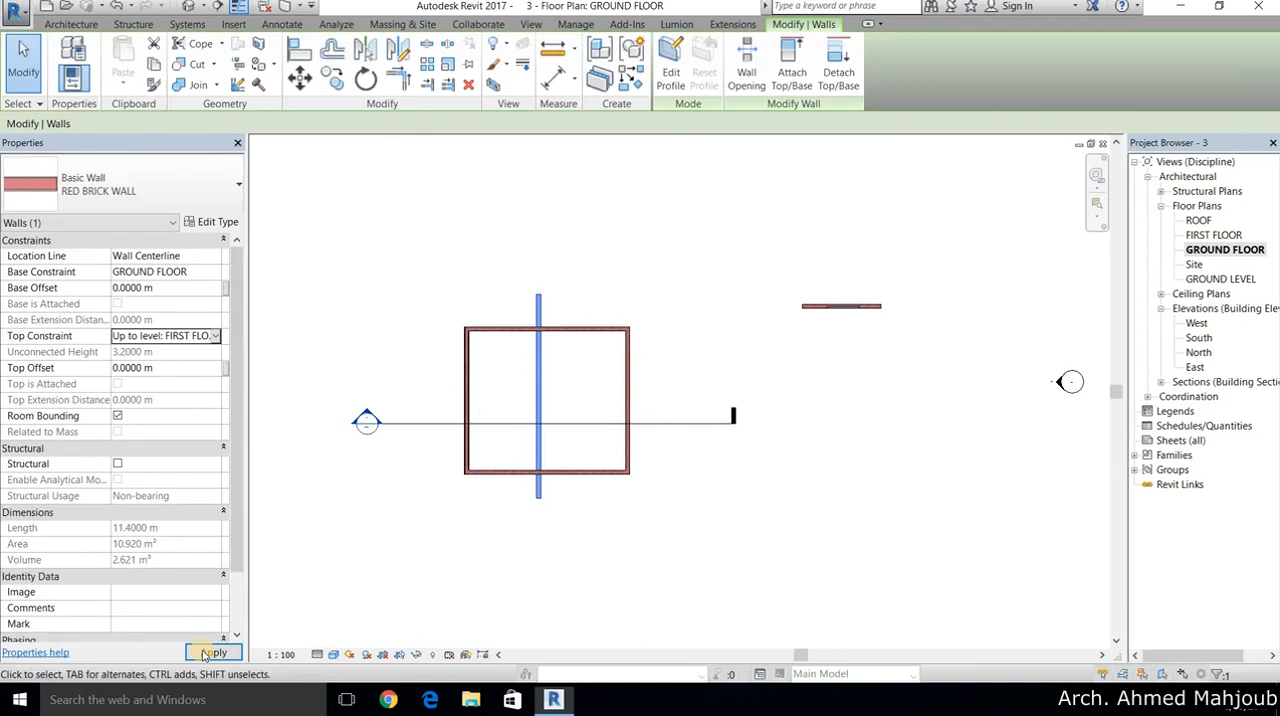 Autodesk Revit 2017 - 3 - Floor Plan: GROUND FLOOR
Type a keyword or phrase
Sign In
Architecture Structure Systems Insert Annotate Analyze Massing & Site Collaborate View Manage Add-Ins Lumion Extensions Modify | Walls
Modify
Paste
Cope
Cut
Join
Edit Profile
Reset Profile
Wall Opening
Attach Top/Base
Detach Top/Base
Select Properties Clipboard Geometry Modify View Measure Create Mode Modify Wall
Modify | Walls
Properties
Basic Wall
RED BRICK WALL
Walls (1) Edit Type
Constraints
Location Line Wall Centerline
Base Constraint GROUND FLOOR
Base Offset 0.0000 m
Base is Attached
Base Extension Distan... 0.0000 m
Top Constraint Up to level: FIRST FLO...
Unconnected Height 3.2000 m
Top Offset 0.0000 m
Top is Attached
Top Extension Distance 0.0000 m
Room Bounding
Related to Mass
Structural
Structural
Enable Analytical Mo...
Structural Usage Non-bearing
Dimensions
Length 11.4000 m
Area 10.920 m²
Volume 2.621 m³
Identity Data
Image
Comments
Mark
Phasing
Properties help
Project Browser - 3
Views (Discipline)
Architectural
Structural Plans
Floor Plans
ROOF
FIRST FLOOR
GROUND FLOOR
Site
GROUND LEVEL
Ceiling Plans
Elevations (Building Ele
West
South
North
East
Sections (Building Sectio
Coordination
Legends
Schedules/Quantities
Sheets (all)
Families
Groups
Revit Links
1 : 100
Click to select, TAB for alternates, CTRL adds, SHIFT unselects.
:0
Main Model
:1
Search the web and Windows
Arch. Ahmed Mahjoub